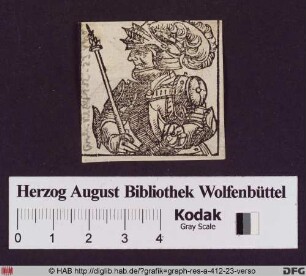 Herzog August Bibliothek Wolfenbüttel
Kodak
Gray Scale
0 1 2 3 4
© HAB http://diglib.hab.de/?grafik=graph-res-a-412-23-verso
DFG